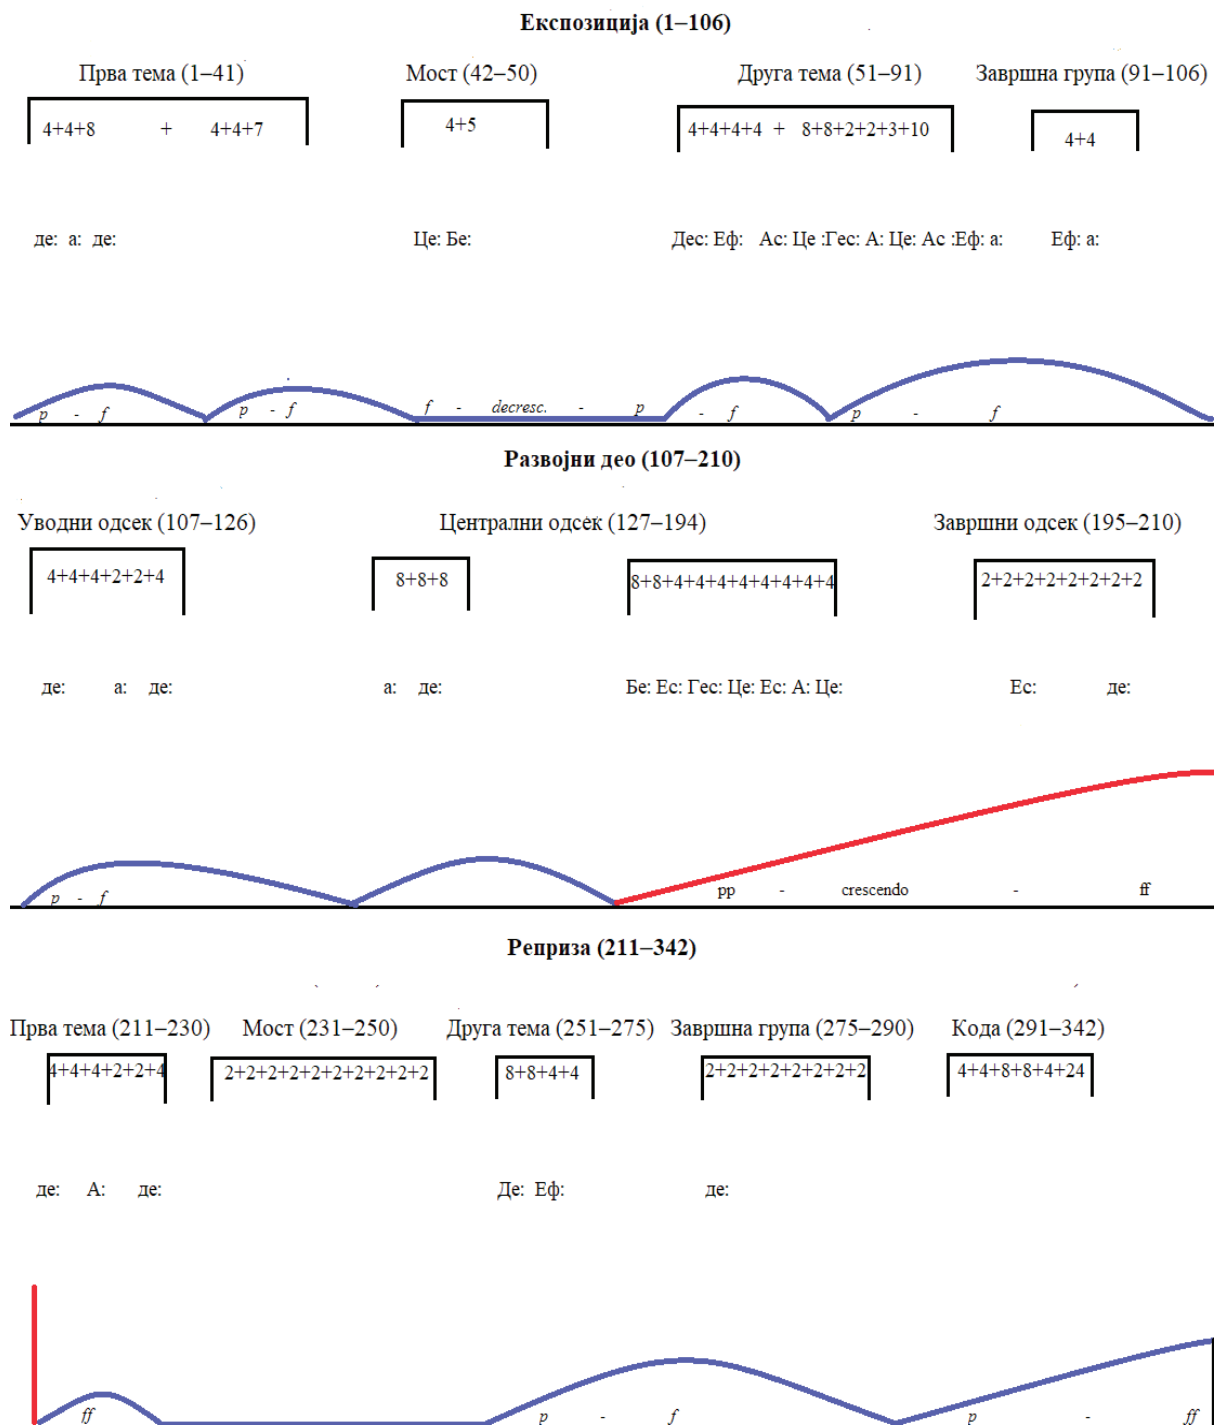 Експозиција (1–106)
Прва тема (1–41) Мост (42–50) Друга тема (51–91) Завршна група (91–106)
4+4+8 + 4+4+7 4+5 4+4+4+4 + 8+8+2+2+3+10 4+4
де: а: де: Це: Бе: Дес: Еф: Ас: Це :Гес: А: Це: Ас :Еф: а: Еф: а:
p - f p - f f - decresc. - p - f p - f
Развојни део (107–210)
Уводни одсек (107–126) Централни одсек (127–194) Завршни одсек (195–210)
4+4+4+2+2+4 8+8+8 8+8+4+4+4+4+4+4+4+4 2+2+2+2+2+2+2+2
де: а: де: а: де: Бе: Ес: Гес: Це: Ес: А: Це: Ес: де:
p - f pp - crescendo - ff
Реприза (211–342)
Прва тема (211–230) Мост (231–250) Друга тема (251–275) Завршна група (275–290) Кода (291–342)
4+4+4+2+2+4 2+2+2+2+2+2+2+2+2+2 8+8+4+4 2+2+2+2+2+2+2+2 4+4+8+8+4+24
де: А: де: Де: Еф: де:
ff p - f p - ff